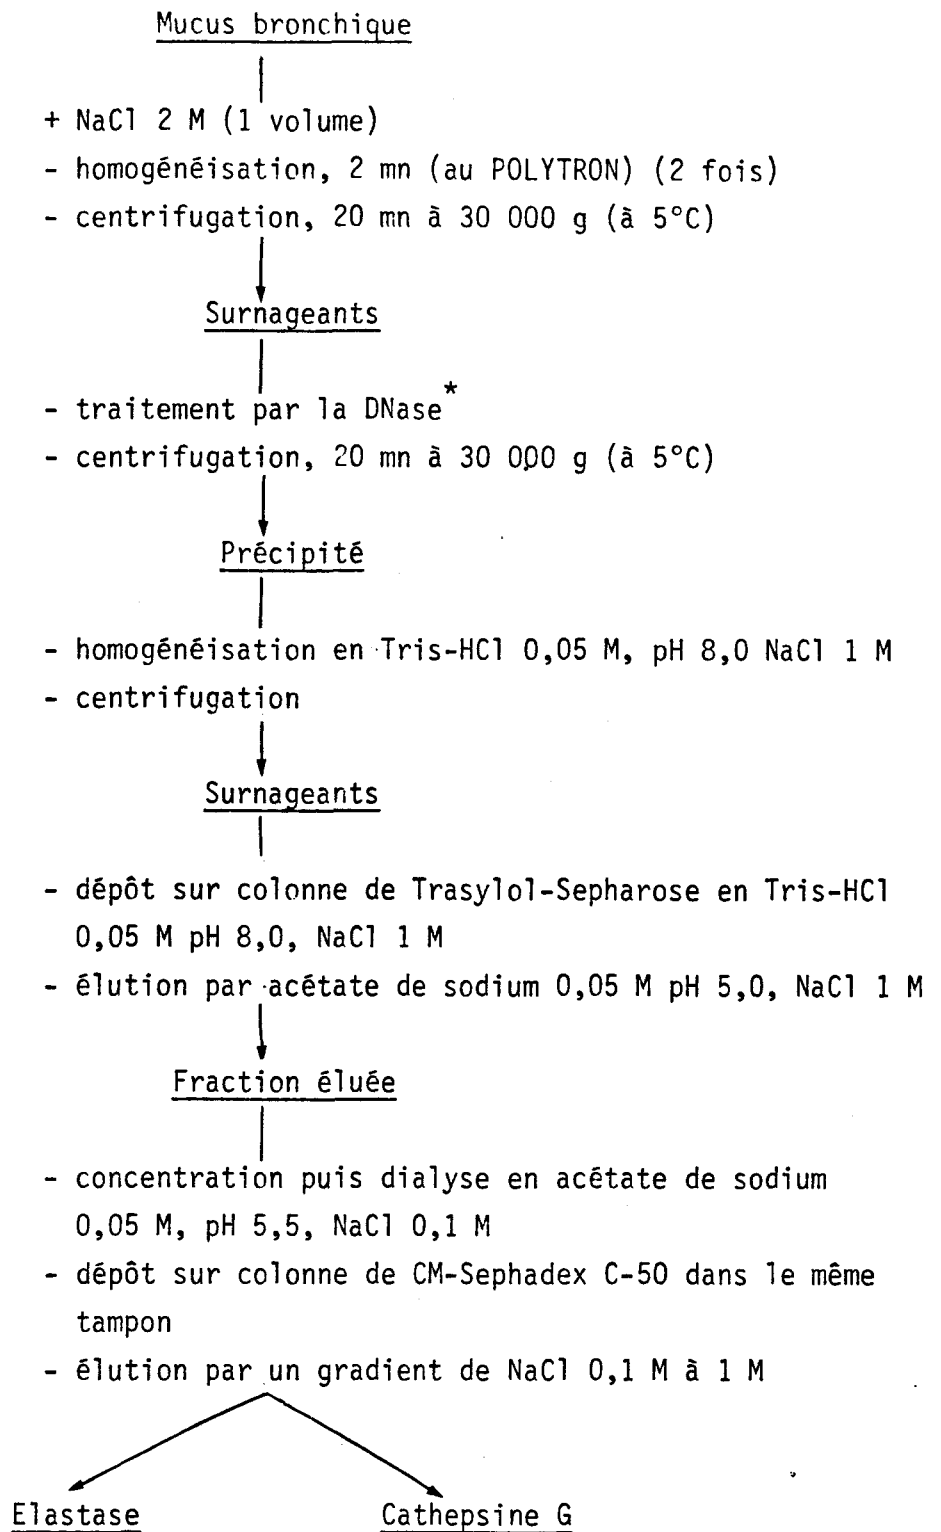 Mucus bronchique
+ NaCl 2 M (1 volume)
- homogénéisation, 2 mn (au POLYTRON) (2 fois)
- centrifugation, 20 mn à 30 000 g (à 5°C)
Surnageants
- traitement par la DNase*
- centrifugation, 20 mn à 30 000 g (à 5°C)
Précipité
- homogénéisation en Tris-HCl 0,05 M, pH 8,0 NaCl 1 M
- centrifugation
Surnageants
- dépôt sur colonne de Trasylol-Sepharose en Tris-HCl
0,05 M pH 8,0, NaCl 1 M
- élution par acétate de sodium 0,05 M pH 5,0, NaCl 1 M
Fraction éluée
- concentration puis dialyse en acétate de sodium
0,05 M, pH 5,5, NaCl 0,1 M
- dépôt sur colonne de CM-Sephadex C-50 dans le même
tampon
- élution par un gradient de NaCl 0,1 M à 1 M
Elastase Cathepsine G